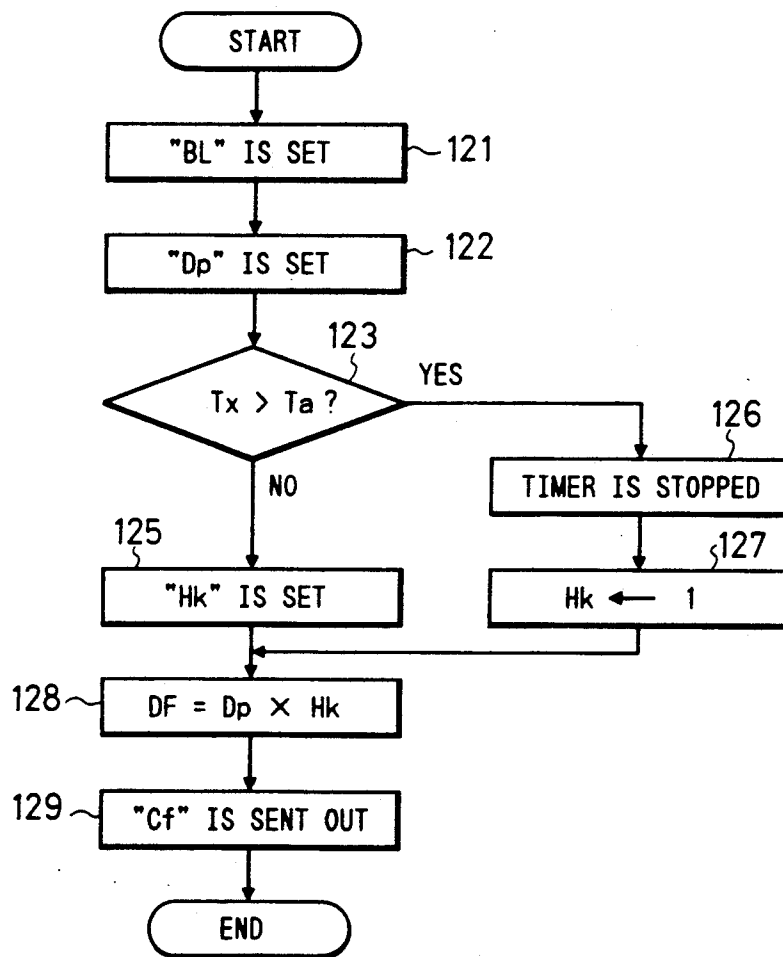 START
"BL" IS SET
121
"Dp" IS SET
122
123
Tx > Ta ?
YES
NO
126
TIMER IS STOPPED
125
127
"Hk" IS SET
Hk ← 1
128
DF = Dp × Hk
129
"Cf" IS SENT OUT
END